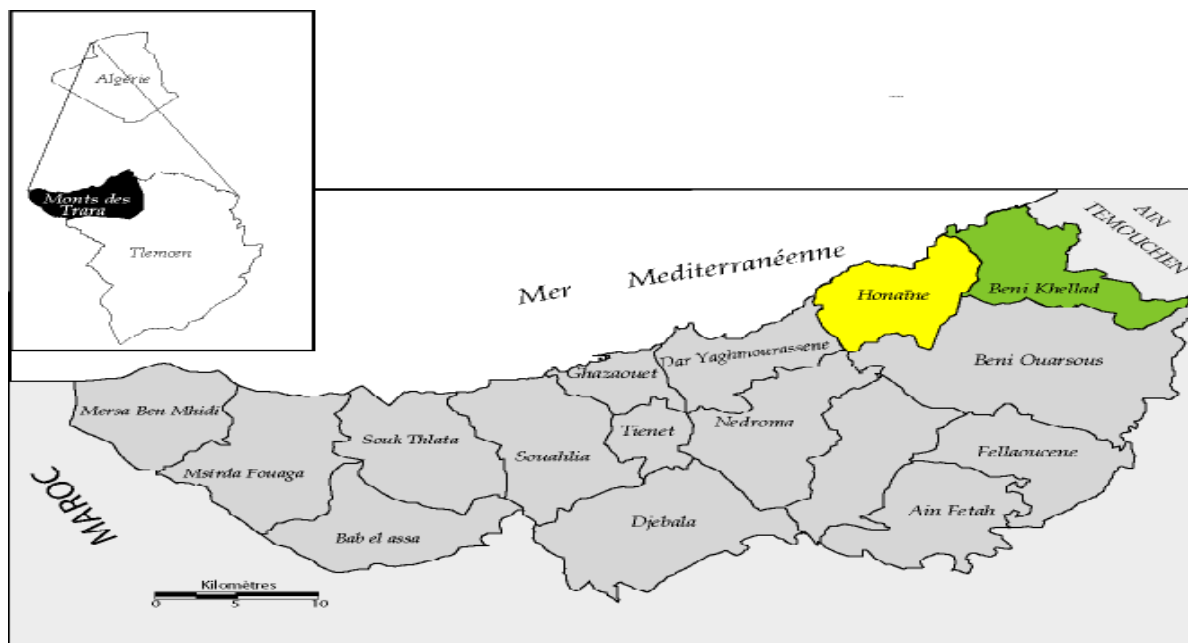 Algérie
Monts des
Trara
Tlemcen
Mer Mediterranéenne
AIN
TEMOUCHEN
Honaïne
Beni Khellad
Dar Yaghmourassene
Beni Ouarsous
Ghazaouet
Mersa Ben Mhidi
Souk Thlata
Tienet
Nedroma
Souahlia
Fellaoucene
Msirda Fouaga
MAROC
Bab el assa
Djebala
Ain Fetah
Kilomètres
0 5 10